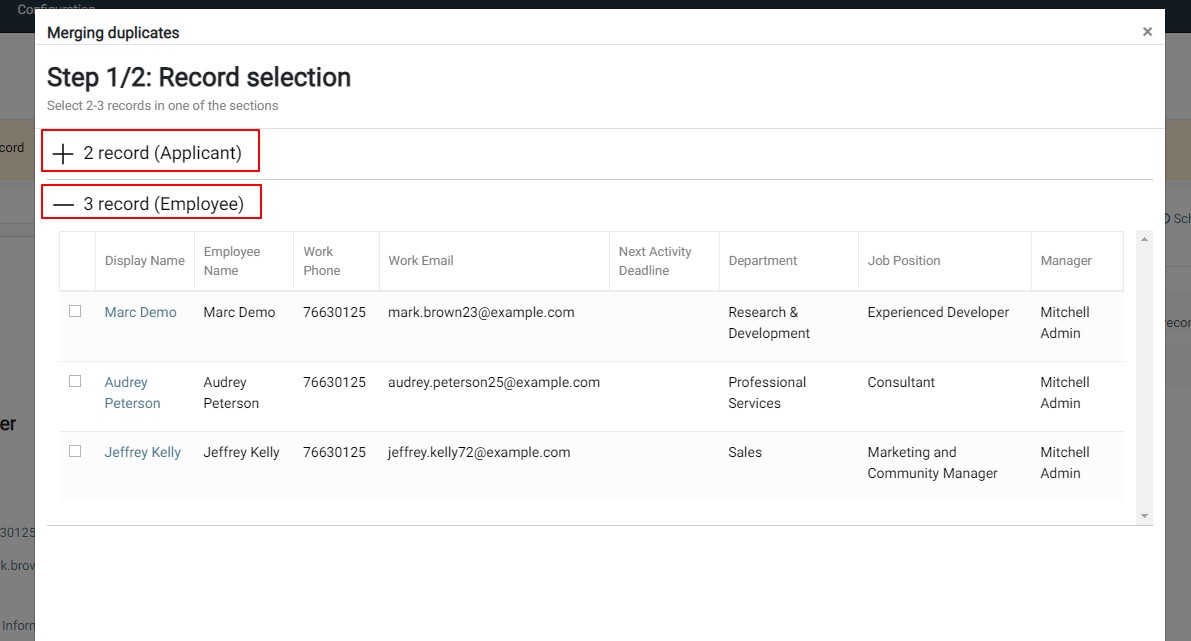 Configuration
Merging duplicates ×
Step 1/2: Record selection
Select 2-3 records in one of the sections
cord
2 record (Applicant)
3 record (Employee)
Sch
Display Name Employee Name Work Phone Work Email Next Activity Deadline Department Job Position Manager
Marc Demo Marc Demo 76630125 mark.brown23@example.com Research & Development Experienced Developer Mitchell Admin
recor
Audrey Peterson Audrey Peterson 76630125 audrey.peterson25@example.com Professional Services Consultant Mitchell Admin
er
Jeffrey Kelly Jeffrey Kelly 76630125 jeffrey.kelly72@example.com Sales Marketing and Community Manager Mitchell Admin
30125
k.brow
Inform